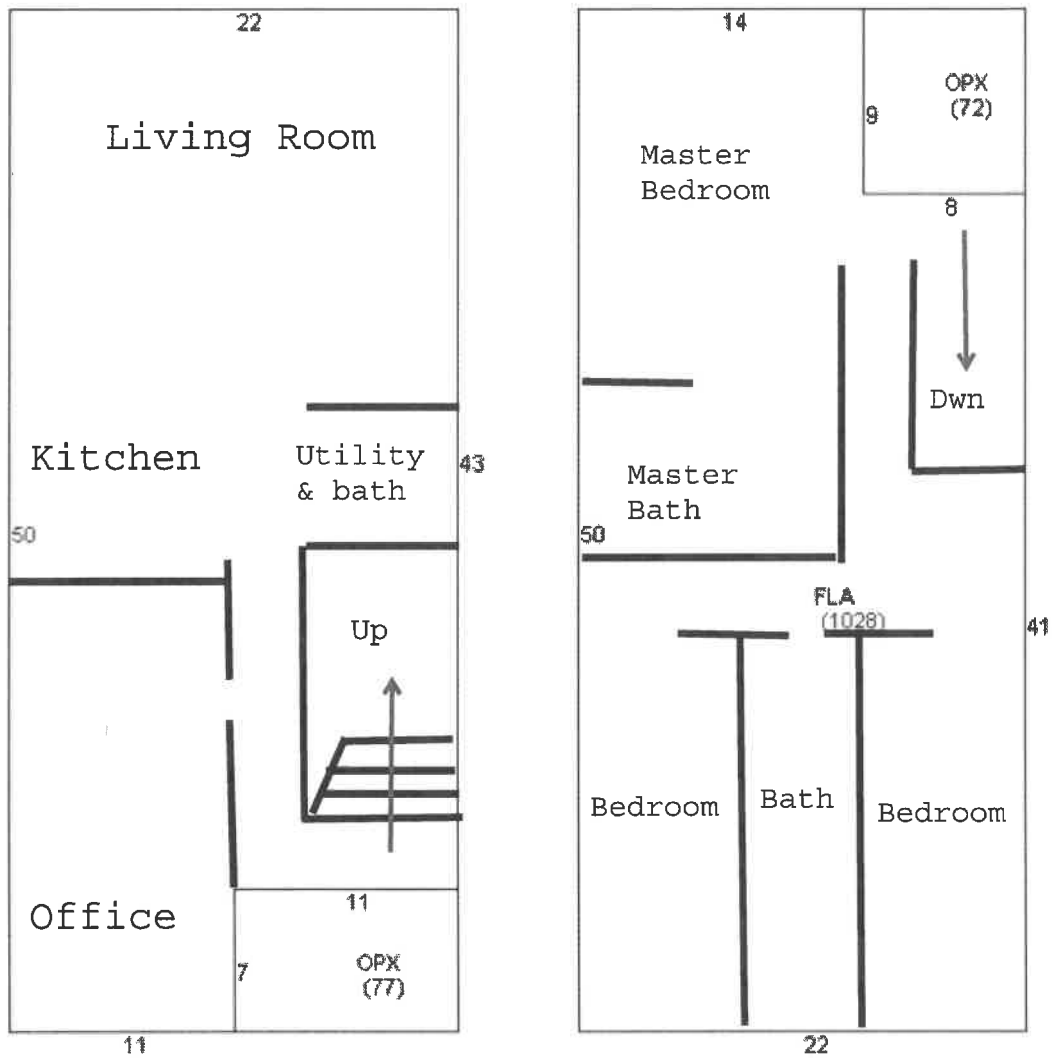 22
Living Room
Kitchen
Utility
& bath
43
50
Up
11
Office
7
OPX
(77)
11
14
OPX
(72)
9
Master
Bedroom
8
Dwn
Master
Bath
50
FLA
(1028)
41
Bedroom
Bath
Bedroom
22